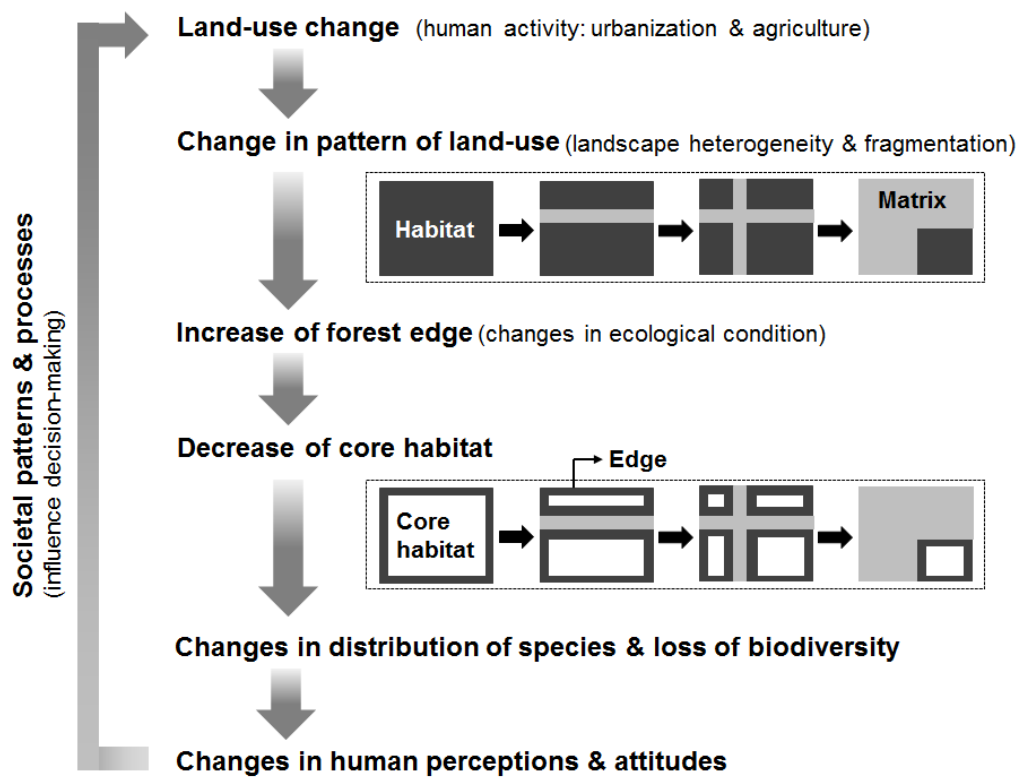 Land-use change (human activity: urbanization & agriculture)
Change in pattern of land-use (landscape heterogeneity & fragmentation)
Habitat
Matrix
Increase of forest edge (changes in ecological condition)
Decrease of core habitat
Edge
Core
habitat
Changes in distribution of species & loss of biodiversity
Changes in human perceptions & attitudes
Societal patterns & processes
(influence decision-making)